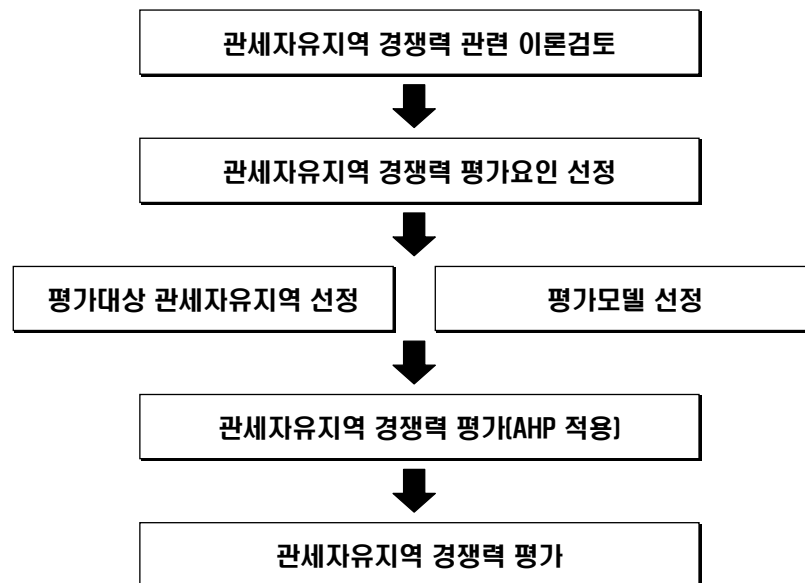 관세자유지역 경쟁력 관련 이론검토
관세자유지역 경쟁력 평가요인 선정
평가대상 관세자유지역 선정
평가모델 선정
관세자유지역 경쟁력 평가(AHP 적용)
관세자유지역 경쟁력 평가